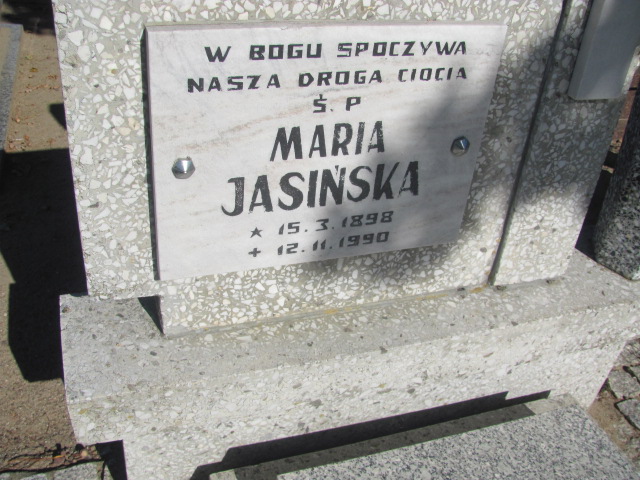 W BOGU SPOCZYWA
NASZA DROGA CIOCIA
Ś. P
MARIA
JASIŃSKA
★ 15. 3. 1898
+ 12. 11. 1990